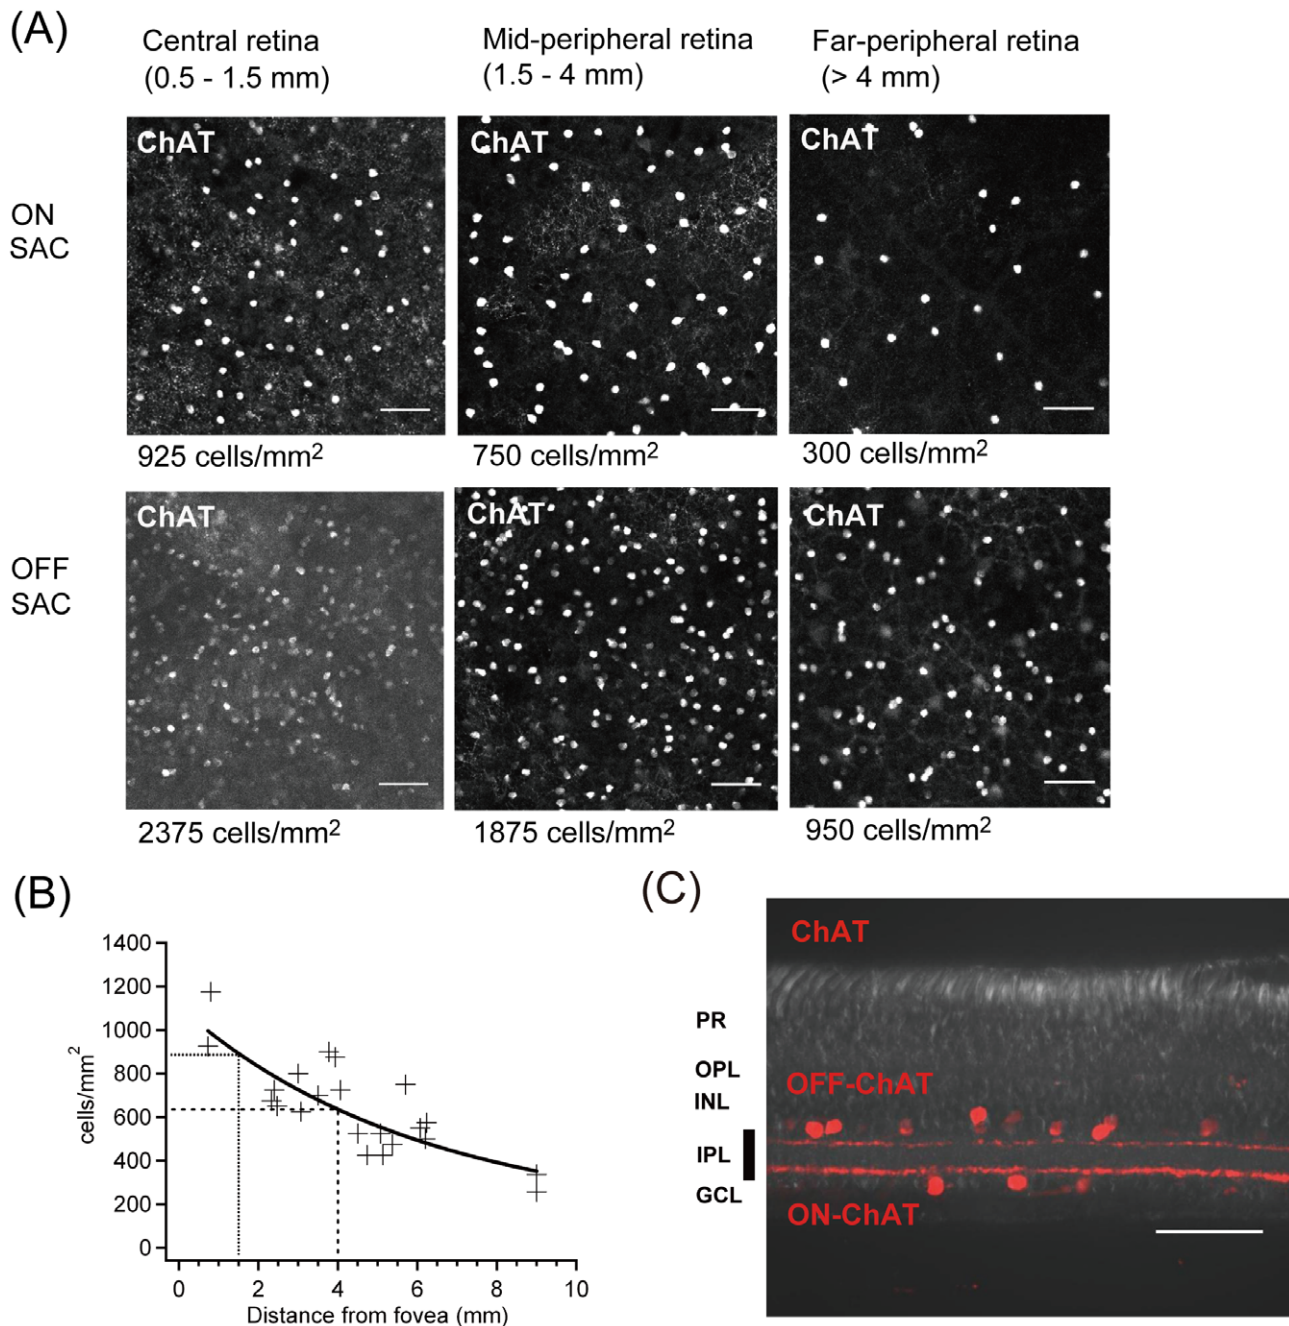 (A)
Central retina
(0.5 - 1.5 mm)
Mid-peripheral retina
(1.5 - 4 mm)
Far-peripheral retina
(> 4 mm)
ON
SAC
ChAT
ChAT
ChAT
925 cells/mm²
750 cells/mm²
300 cells/mm²
OFF
SAC
ChAT
ChAT
ChAT
2375 cells/mm²
1875 cells/mm²
950 cells/mm²
(B)
cells/mm²
1400
1200
1000
800
600
400
200
0
0 2 4 6 8 10
Distance from fovea (mm)
(C)
ChAT
PR
OPL
OFF-ChAT
INL
IPL
GCL
ON-ChAT